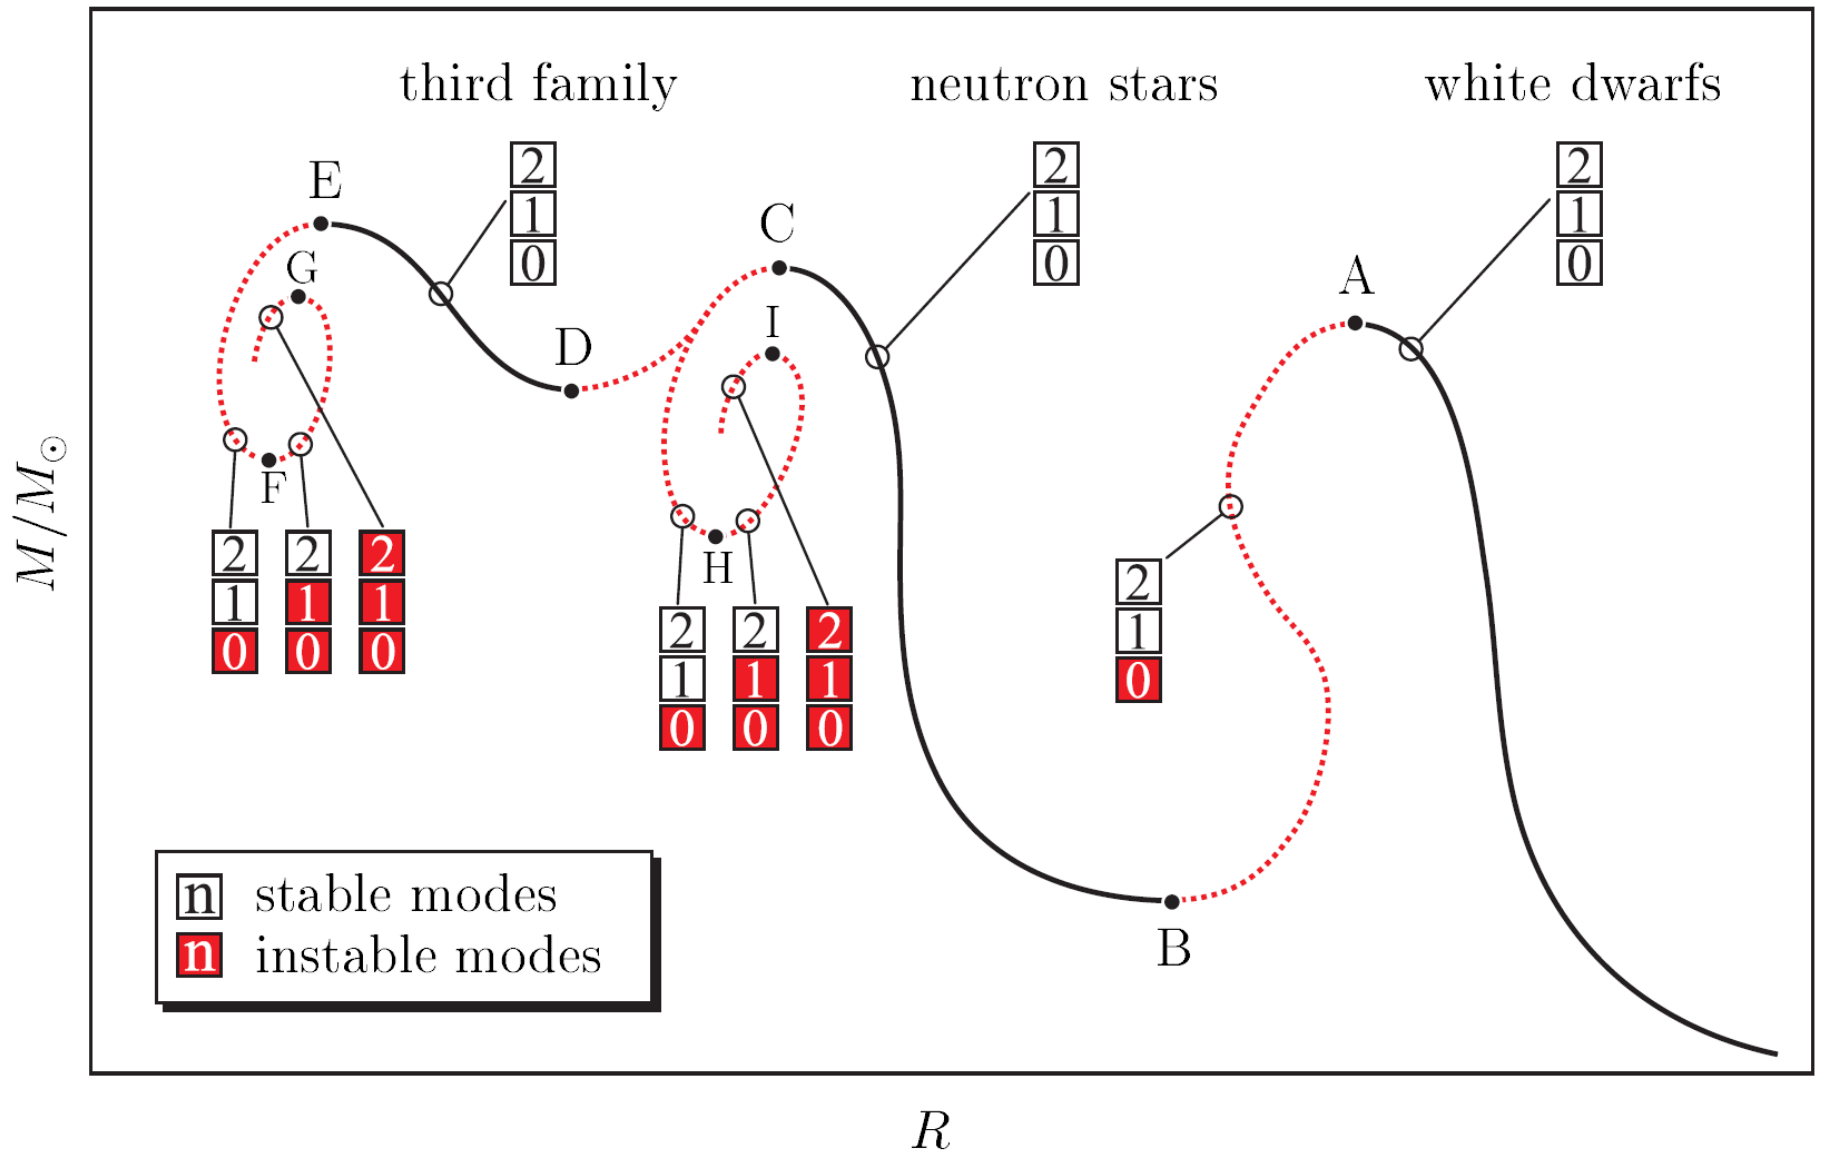 third family
neutron stars
white dwarfs
2
1
0
2
1
0
2
1
0
E
C
G
A
I
D
F
H
2 2 2
1 1 1
0 0 0
2 2 2
1 1 1
0 0 0
2
1
0
B
n stable modes
n instable modes
M/M⊙
R